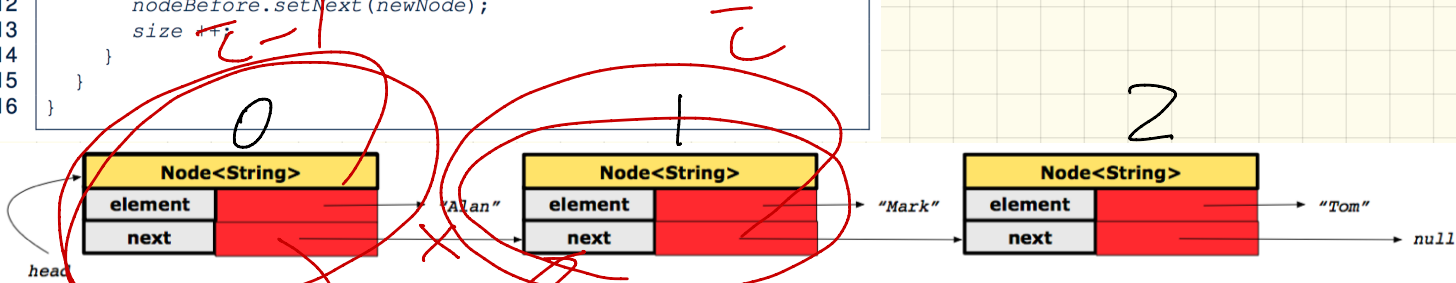 12 nodeBefore.setNext(newNode);
13 size ++;
14 }
15 }
16 }
i-1
i
0 1 2
Node<String> Node<String> Node<String>
element "Alan" element "Mark" element "Tom"
next next next null
head